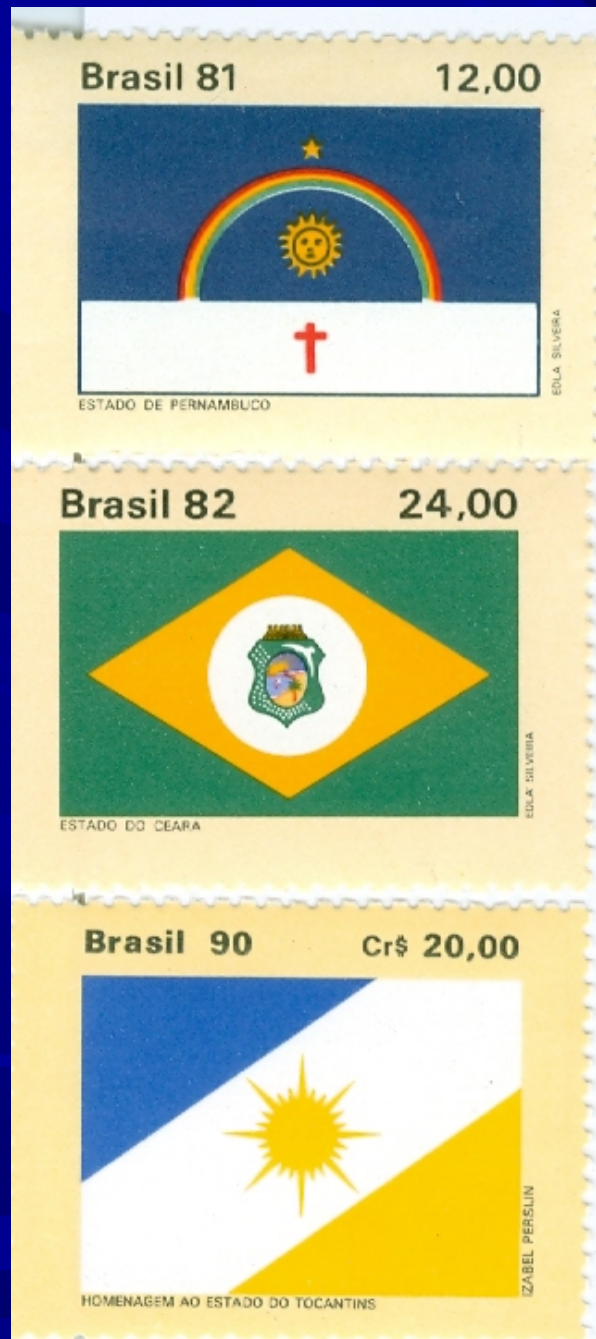 Brasil 81 12,00
EDLA SILVEIRA
ESTADO DE PERNAMBUCO
Brasil 82 24,00
EDLA SILVEIRA
ESTADO DO CEARA
Brasil 90 Cr$ 20,00
IZABEL PERSIJN
HOMENAGEM AO ESTADO DO TOCANTINS